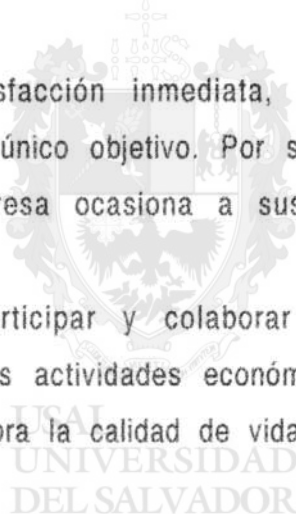 sfacción inmediata,
único objetivo. Por s
resa ocasiona a sus
rticipar y colaborar
s actividades económ
ora la calidad de vida
USAL
UNIVERSIDAD
DEL SALVADOR